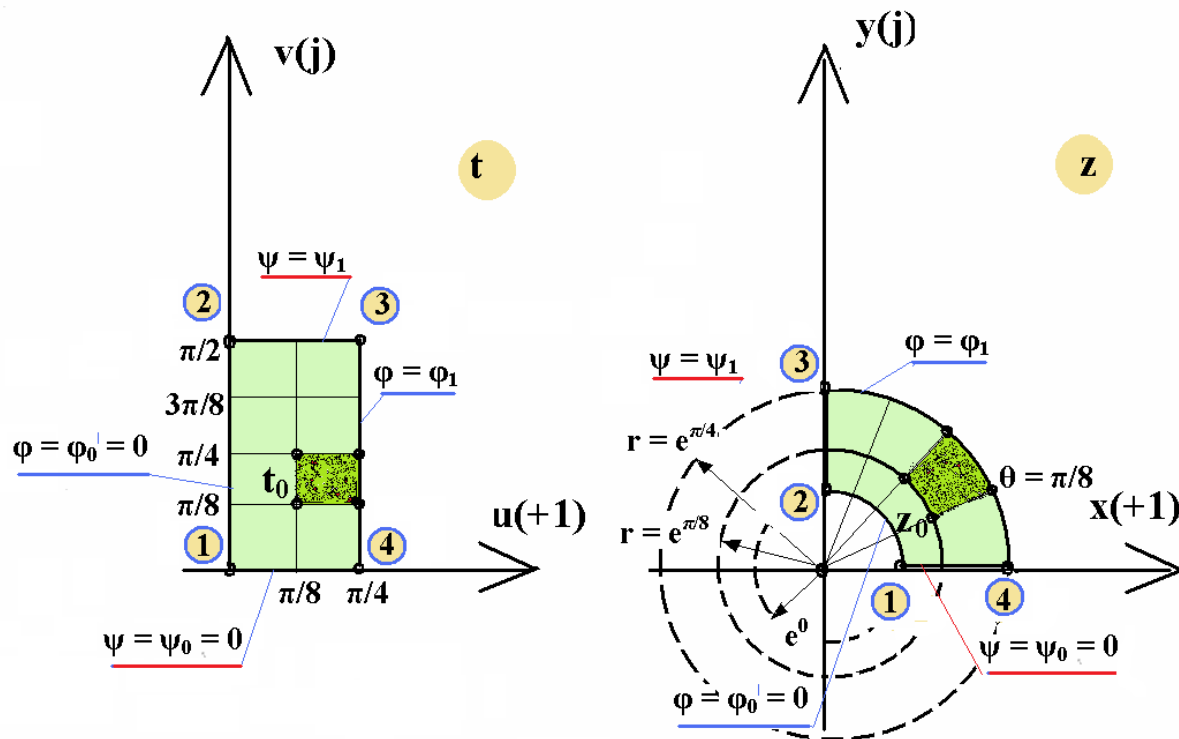 v(j)
t
ψ = ψ₁
2
3
π/2
φ = φ₁
3π/8
φ = φ₀ = 0
π/4
t₀
π/8
u(+1)
1
4
π/8
π/4
ψ = ψ₀ = 0
y(j)
z
3
φ = φ₁
ψ = ψ₁
r = e^π/4
θ = π/8
2
x(+1)
z₀
r = e^π/8
1
4
e⁰
ψ = ψ₀ = 0
φ = φ₀ = 0